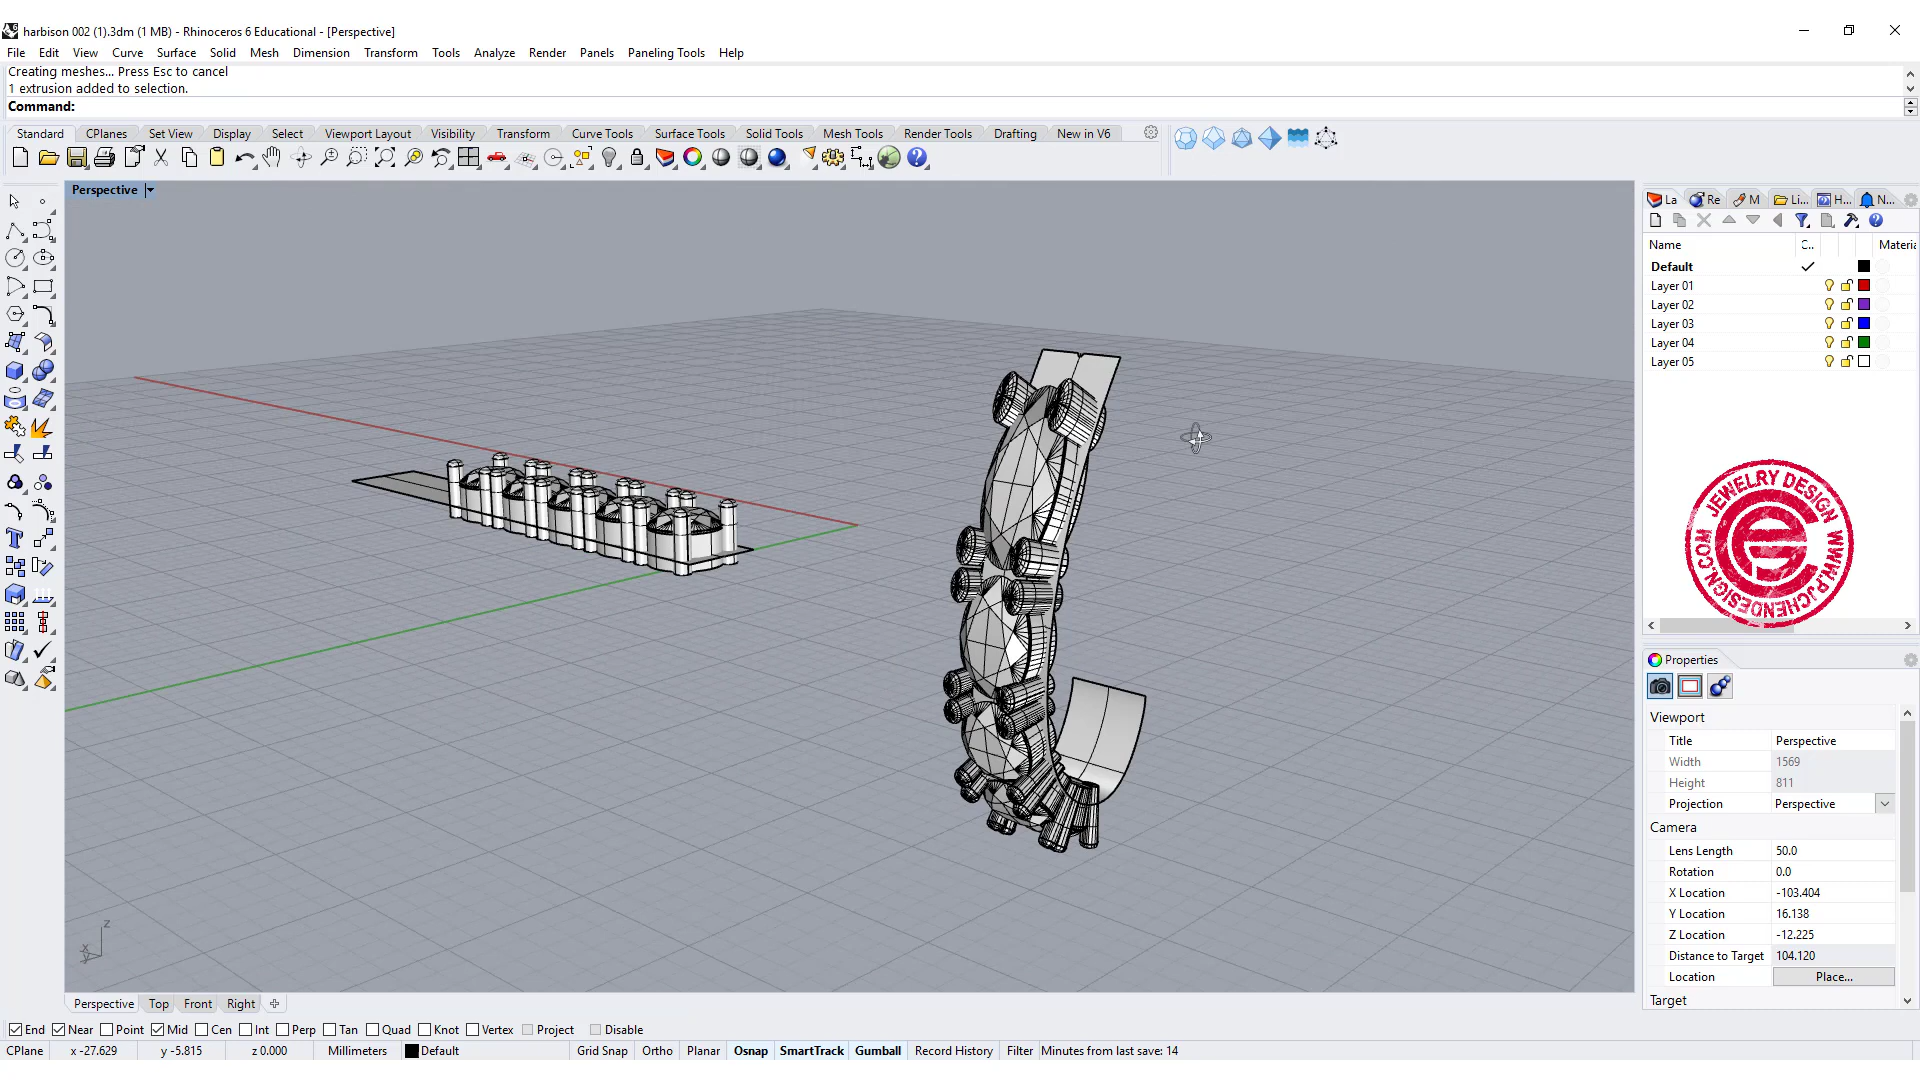 harbison 002 (1).3dm (1 MB) - Rhinoceros 6 Educational - [Perspective]
File Edit View Curve Surface Solid Mesh Dimension Transform Tools Analyze Render Panels Paneling Tools Help
Creating meshes... Press Esc to cancel
1 extrusion added to selection.
Command:
Standard CPlanes Set View Display Select Viewport Layout Visibility Transform Curve Tools Surface Tools Solid Tools Mesh Tools Render Tools Drafting New in V6
Perspective
La Re M Li... H... N...
Name C.. Materia
Default
Layer 01
Layer 02
Layer 03
Layer 04
Layer 05
JEWELRY DESIGN
WWW.PJCHENDESIGN.COM
Properties
Viewport
Title Perspective
Width 1569
Height 811
Projection Perspective
Camera
Lens Length 50.0
Rotation 0.0
X Location -103.404
Y Location 16.138
Z Location -12.225
Distance to Target 104.120
Location Place...
Target
z
x
y
Perspective Top Front Right
End Near Point Mid Cen Int Perp Tan Quad Knot Vertex Project Disable
CPlane x -27.629 y -5.815 z 0.000 Millimeters Default Grid Snap Ortho Planar Osnap SmartTrack Gumball Record History Filter Minutes from last save: 14